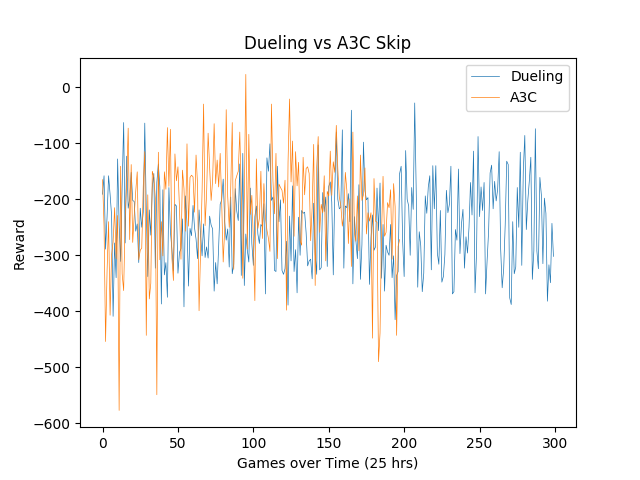 Dueling vs A3C Skip
Dueling
A3C
Reward
0
−100
−200
−300
−400
−500
−600
0 50 100 150 200 250 300
Games over Time (25 hrs)